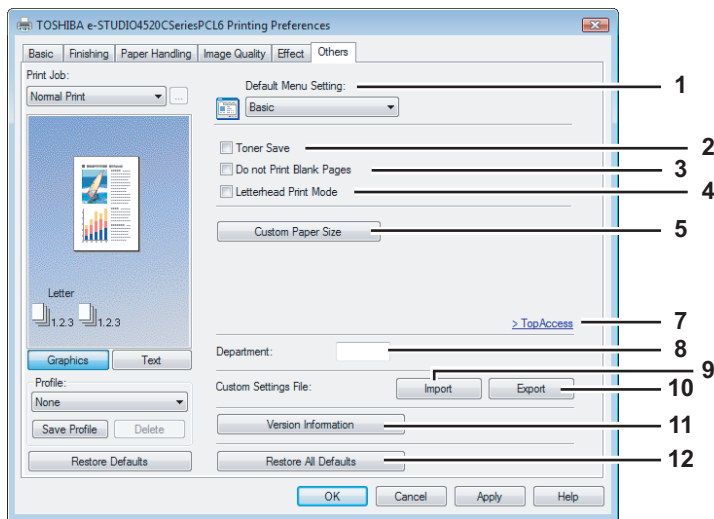 TOSHIBA e-STUDIO4520CSeriesPCL6 Printing Preferences
Basic Finishing Paper Handling Image Quality Effect Others
Print Job:
Normal Print
...
Default Menu Setting:
1
Basic
Toner Save
2
Do not Print Blank Pages
3
Letterhead Print Mode
4
Custom Paper Size
5
Letter
1.2.3 1.2.3
> TopAccess
7
Graphics Text
Department:
8
Profile:
None
Custom Settings File:
Import
9
Export
10
Save Profile Delete
Version Information
11
Restore Defaults
Restore All Defaults
12
OK Cancel Apply Help